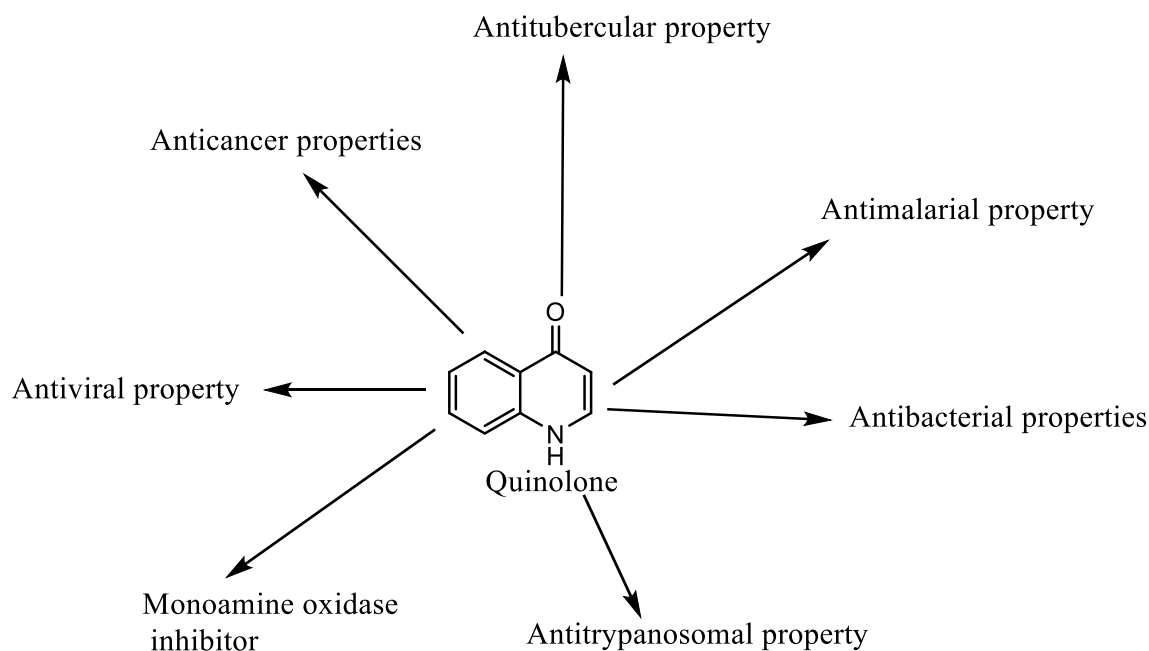 Antitubercular property
Anticancer properties
Antimalarial property
O
Antiviral property
Antibacterial properties
N
H
Quinolone
Monoamine oxidase
inhibitor
Antitrypanosomal property